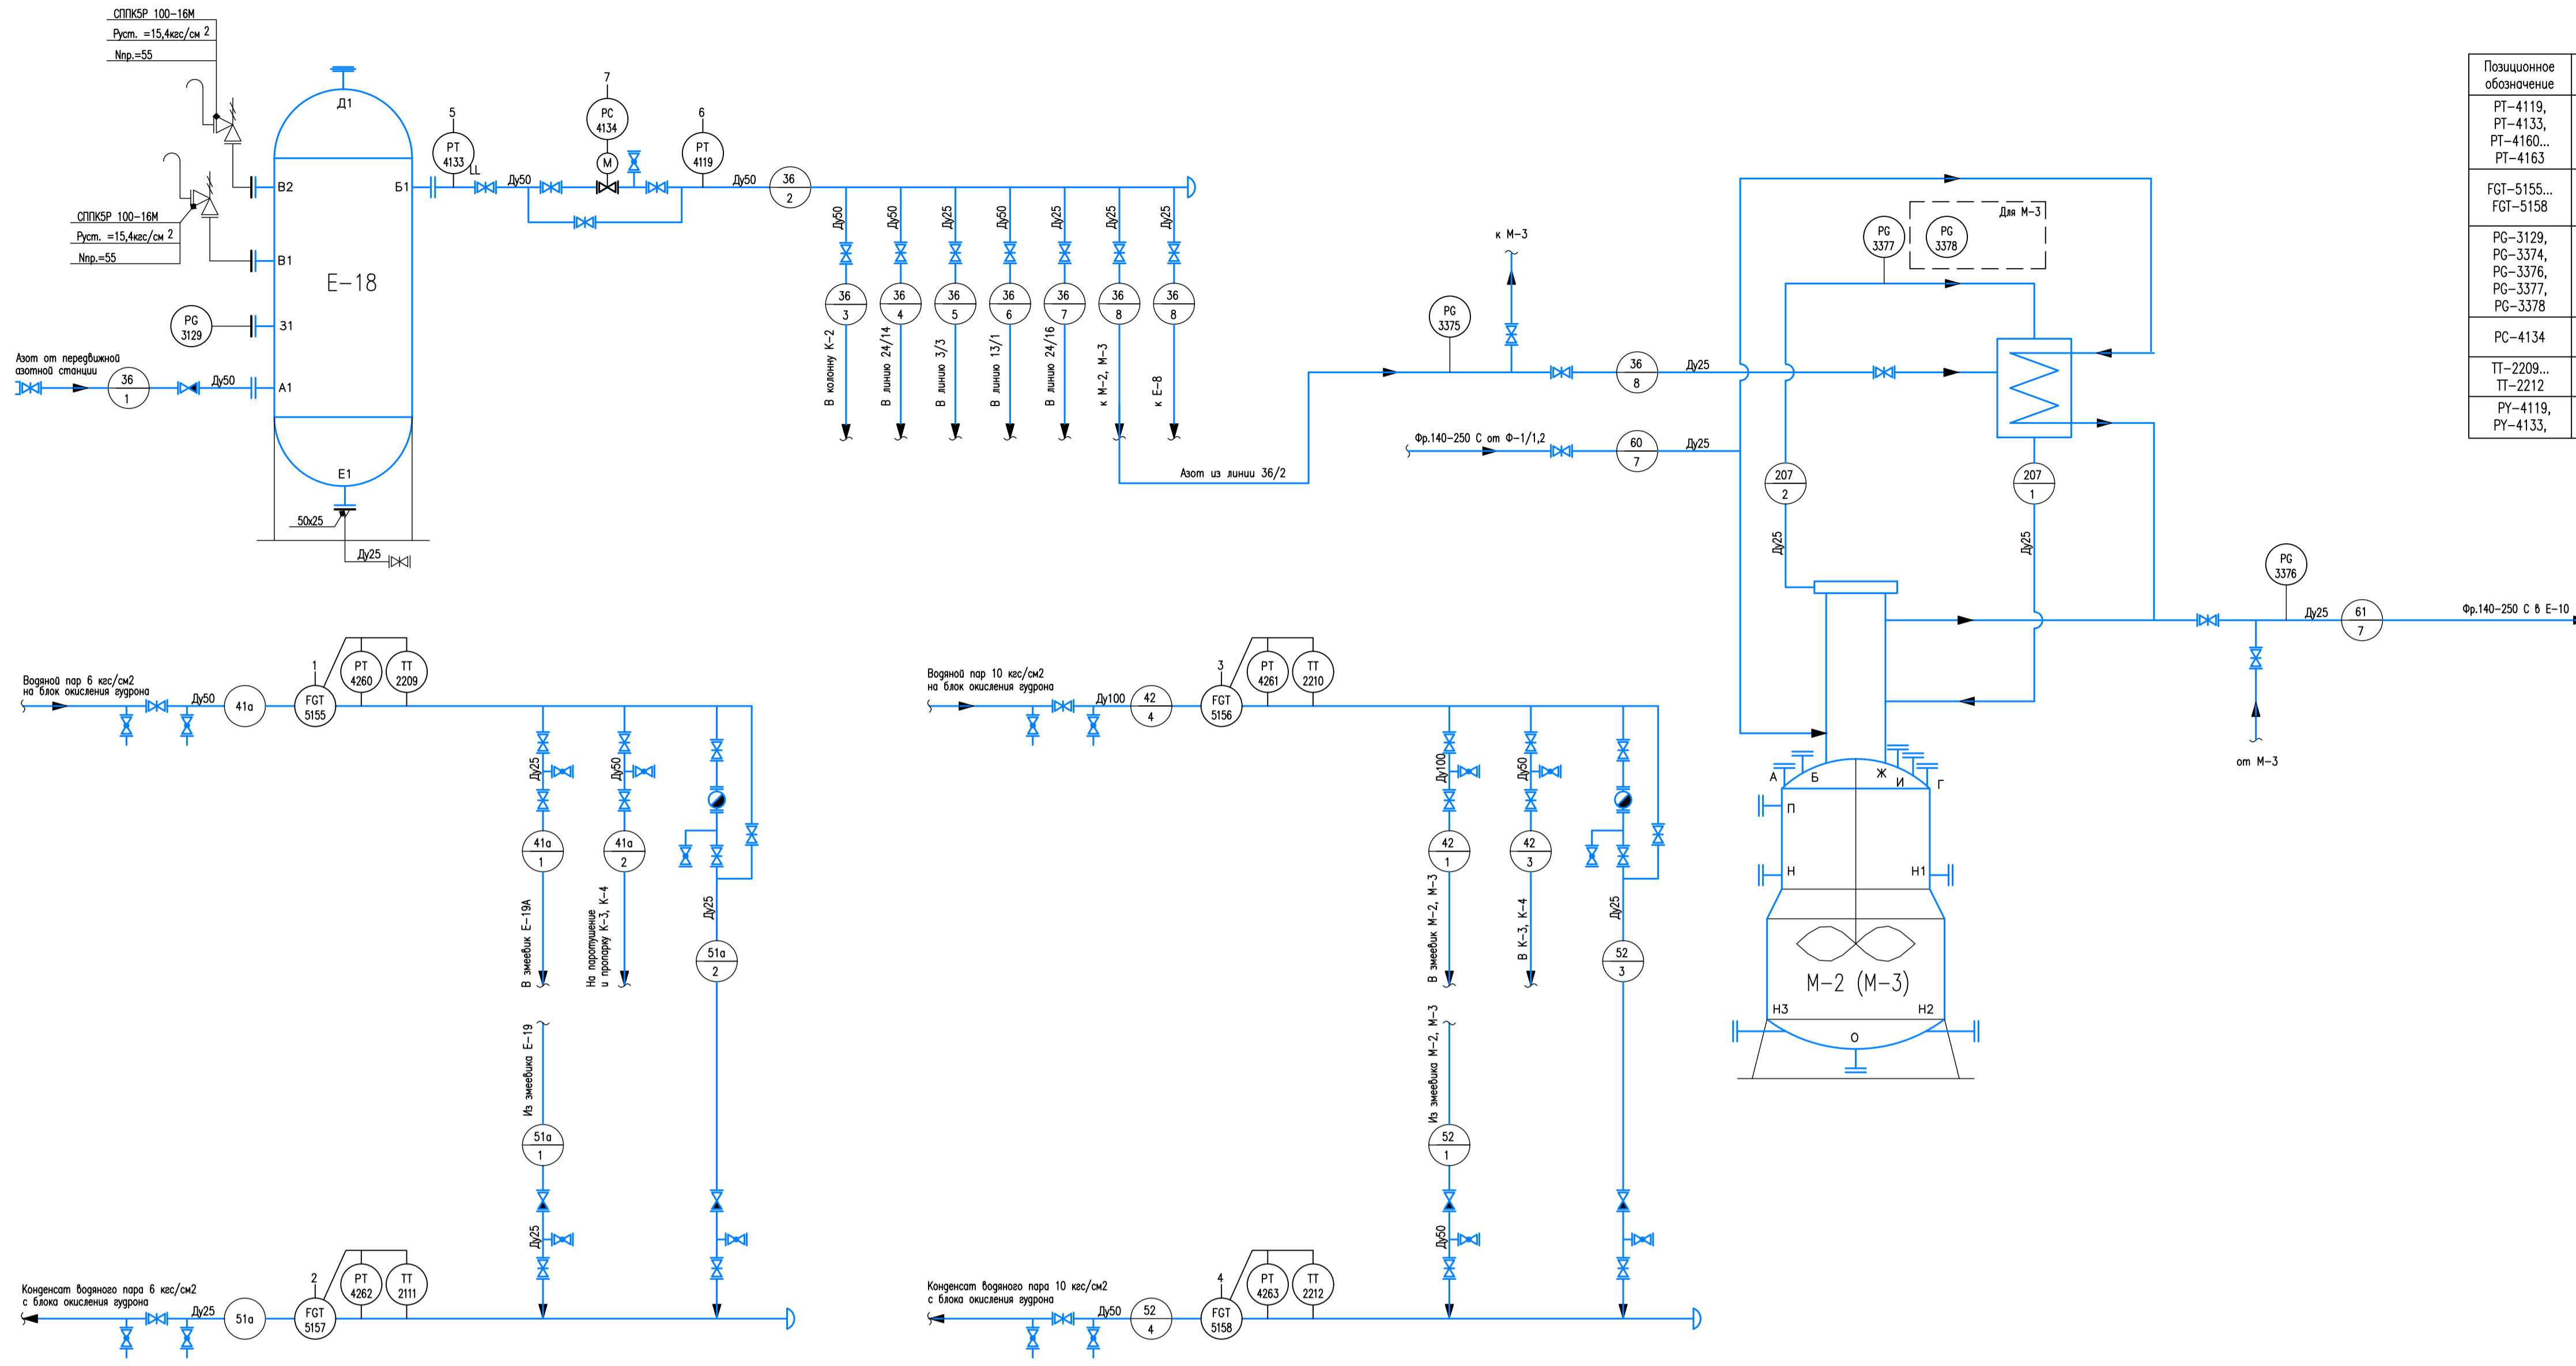 СППК5Р 100-16М
Руст. =15,4кгс/см 2
Nпр.=55
СППК5Р 100-16М
Руст. =15,4кгс/см 2
Nпр.=55
Д1
В2
Б1
В1
Е-18
З1
А1
Е1
PG
3129
Азот от передвижной
азотной станции
36
1
Ду50
50х25
Ду25
5
PT
4133
LL
Ду50
7
PC
4134
М
6
PT
4119
Ду50
36
2
Ду50
Ду50
Ду25
Ду50
Ду25
Ду25
Ду25
36
3
36
4
36
5
36
6
36
7
36
8
36
8
В колону К-2
В линию 24/14
В линию 3/3
В линию 13/1
В линию 24/16
к М-2, М-3
к Е-8
Азот из линии 36/2
PG
3375
к М-3
36
8
Ду25
Фр.140-250 С от Ф-1/1,2
60
7
Ду25
PG
3377
PG
3378
Для М-3
207
2
Ду25
207
1
Ду25
PG
3376
Ду25
61
7
Фр.140-250 С в Е-10
от М-3
А
Б
Ж
И
Г
П
Н
Н1
М-2 (М-3)
Н3
Н2
О
Позиционное
обозначение
PT-4119,
PT-4133,
PT-4160...
PT-4163
FGT-5155...
FGT-5158
PG-3129,
PG-3374,
PG-3376,
PG-3377,
PG-3378
PC-4134
TT-2209...
TT-2212
PY-4119,
PY-4133,
Водяной пар 6 кгс/см2
на блок окисления гудрона
Ду50
41а
1
FGT
5155
PT
4260
TT
2209
Ду25
Ду50
41а
1
41а
2
В змеевик Е-19А
На паротушение
и пропарку К-3, К-4
Ду25
51а
2
Из змеевика Е-19
51а
1
Ду25
Конденсат водяного пара 6 кгс/см2
с блока окисления гудрона
Ду25
51а
2
FGT
5157
PT
4262
TT
2111
Водяной пар 10 кгс/см2
на блок окисления гудрона
Ду100
42
4
3
FGT
5156
PT
4261
TT
2210
Ду100
Ду50
42
1
42
3
В змеевик М-2, М-3
В К-3, К-4
Ду25
52
3
Из змеевика М-2, М-3
52
1
Ду50
Конденсат водяного пара 10 кгс/см2
с блока окисления гудрона
Ду50
52
4
4
FGT
5158
PT
4263
TT
2212